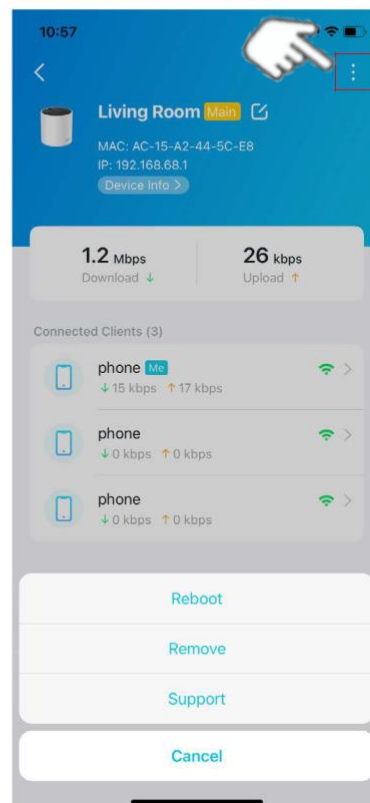 10:57
Living Room Main
MAC: AC-15-A2-44-5C-E8
IP: 192.168.68.1
Device Info >
1.2 Mbps
Download ↓
26 kbps
Upload ↑
Connected Clients (3)
phone Me
↓ 15 kbps ↑ 17 kbps
phone
↓ 0 kbps ↑ 0 kbps
phone
↓ 0 kbps ↑ 0 kbps
Reboot
Remove
Support
Cancel